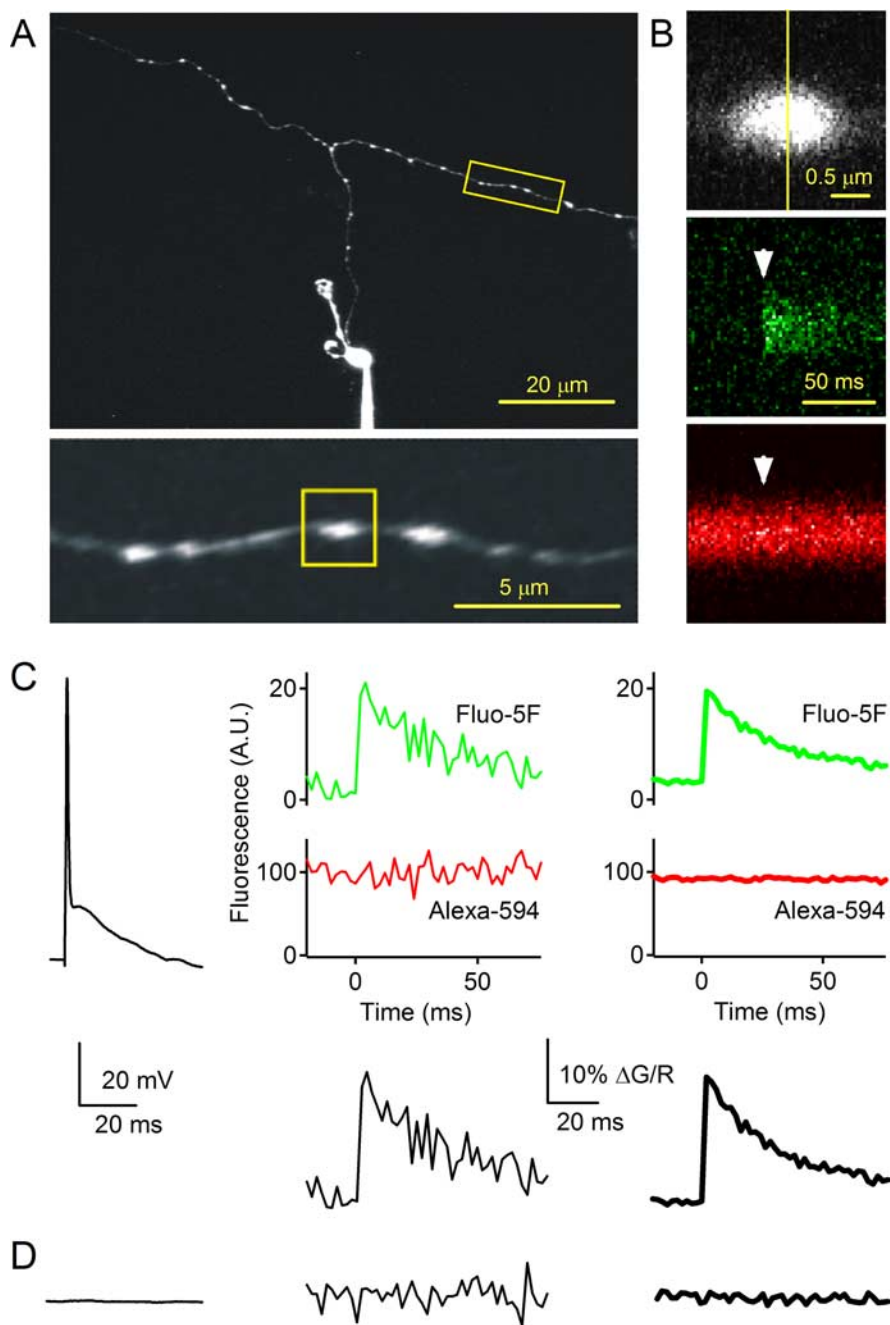 A
20 µm
5 µm
B
0.5 µm
50 ms
C
20 mV
20 ms
Fluorescence (A.U.)
20
0
Fluo-5F
100
0
Alexa-594
0
50
Time (ms)
20
0
Fluo-5F
100
0
Alexa-594
0
50
Time (ms)
10% ΔG/R
20 ms
D